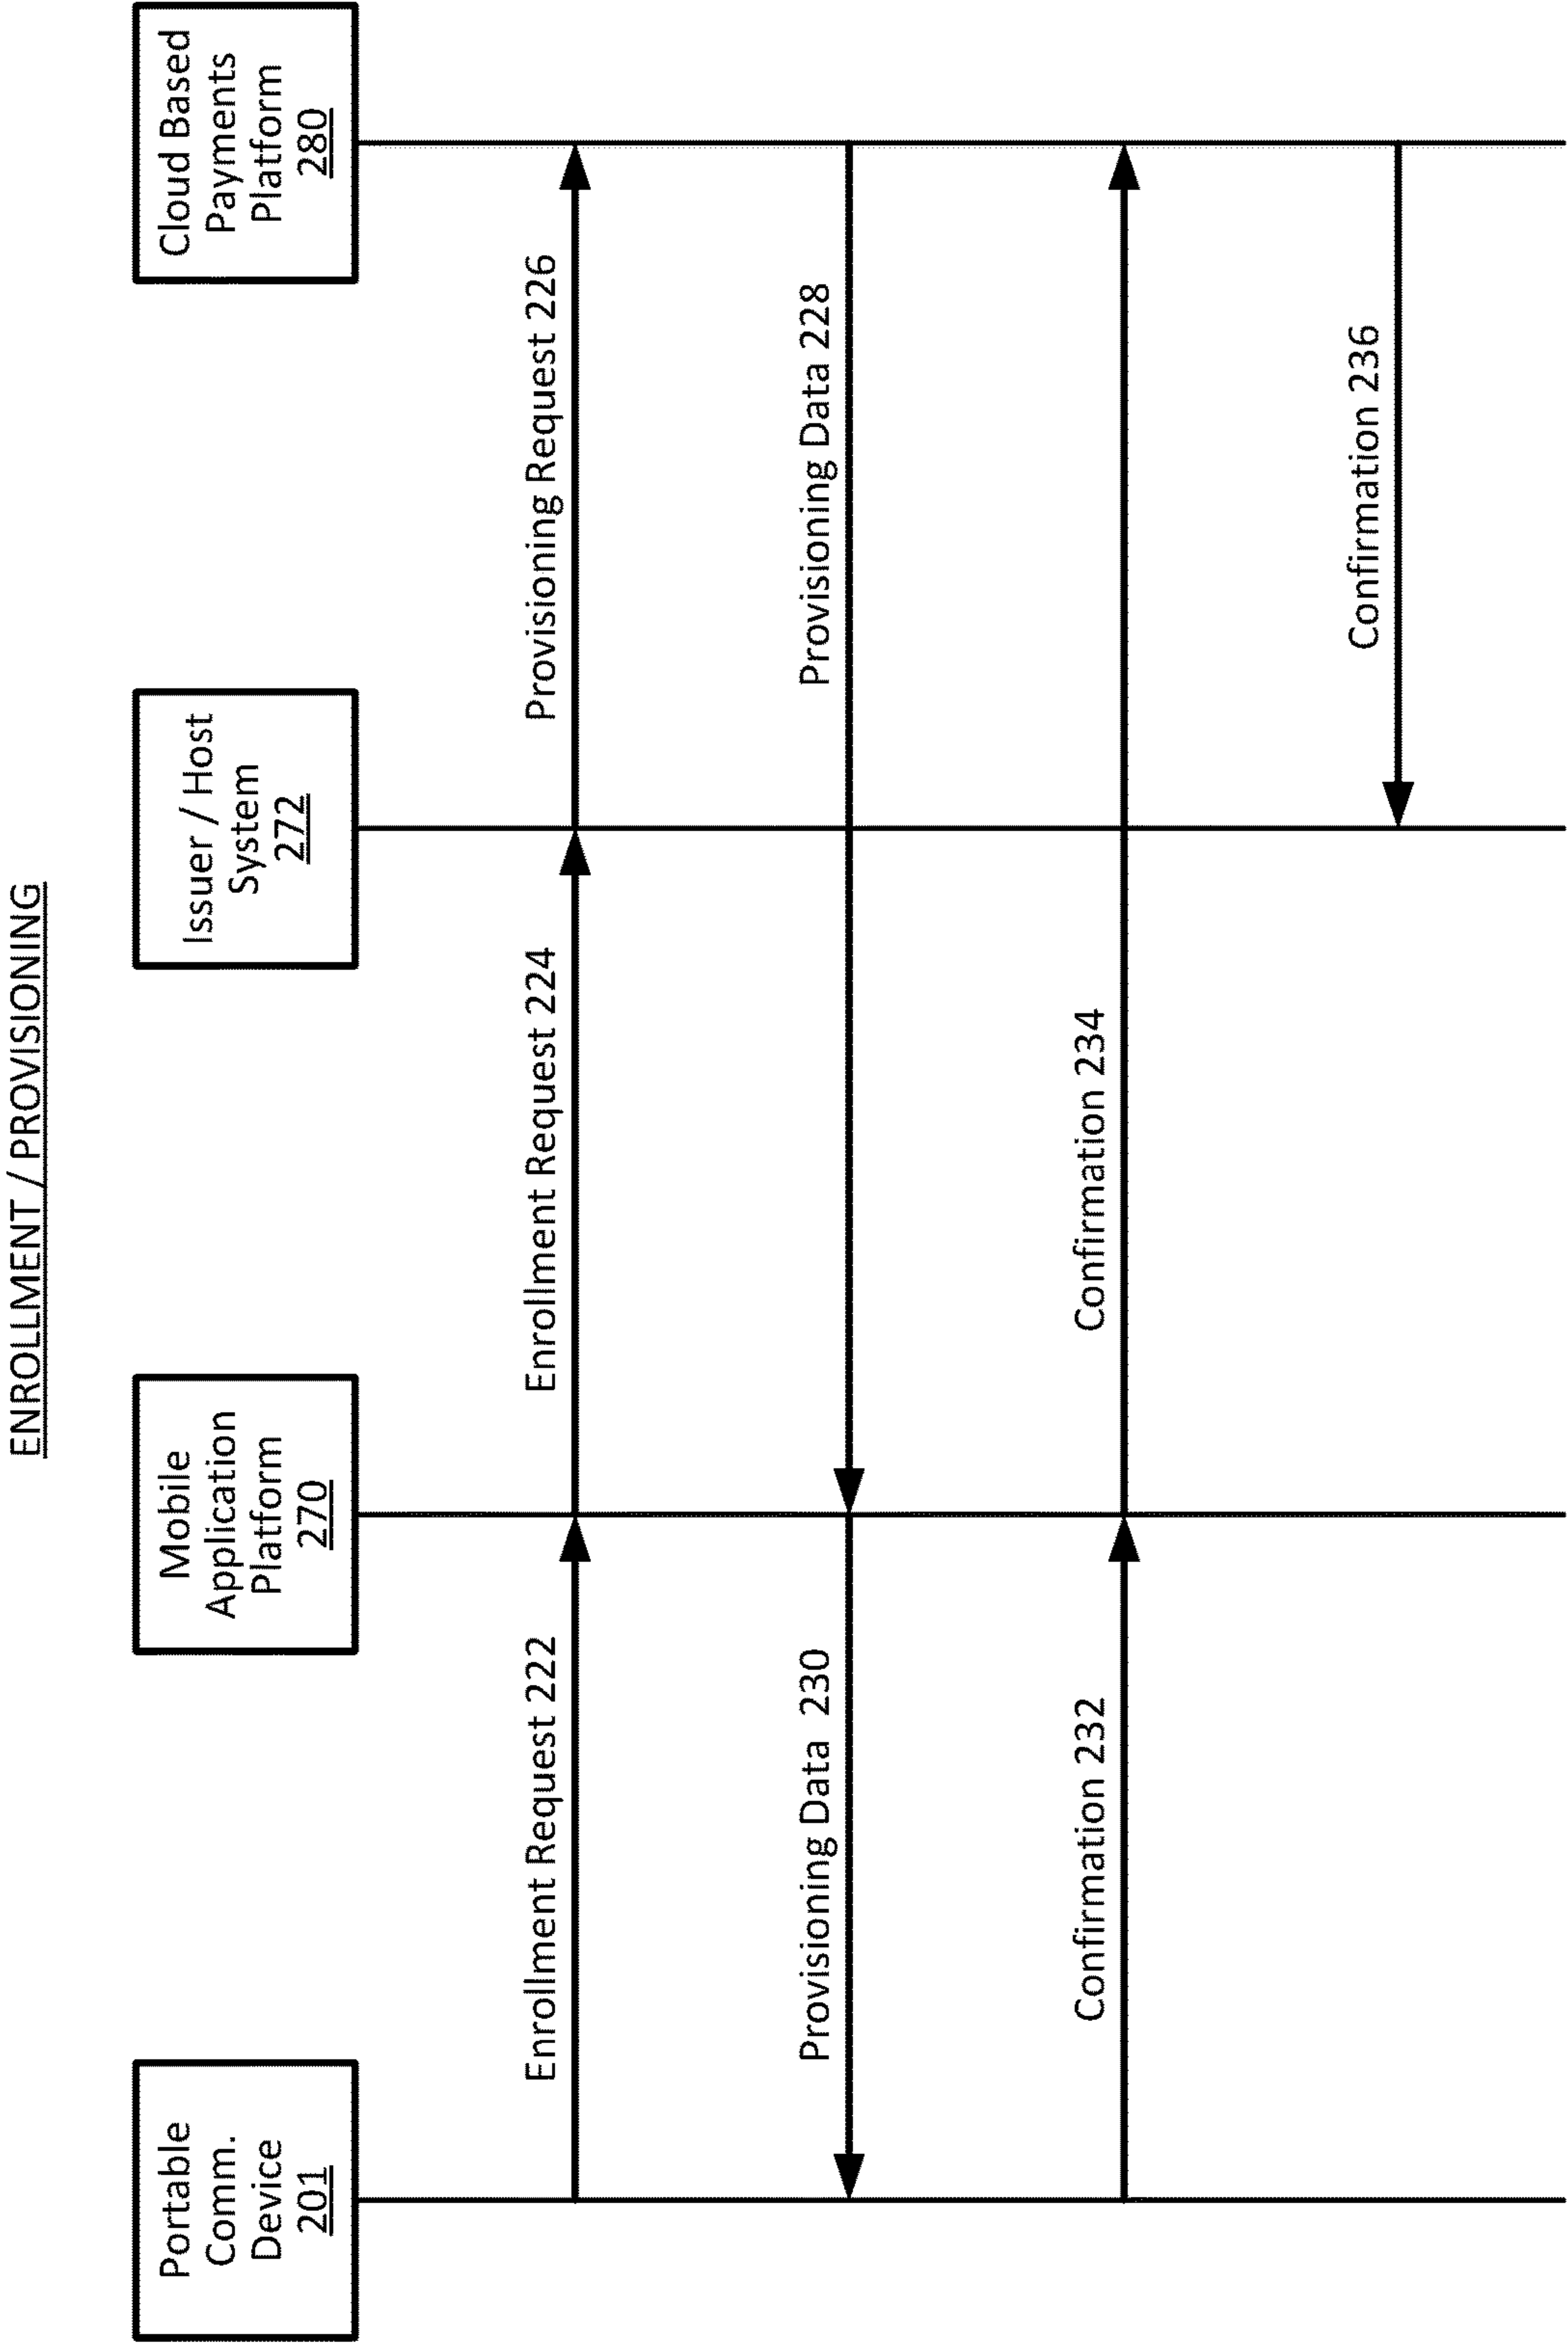 ENROLLMENT / PROVISIONING
Portable
Comm.
Device
201
Mobile
Application
Platform
270
Issuer / Host
System
272
Cloud Based
Payments
Platform
280
Enrollment Request 222
Enrollment Request 224
Provisioning Request 226
Provisioning Data 230
Provisioning Data 228
Confirmation 232
Confirmation 234
Confirmation 236